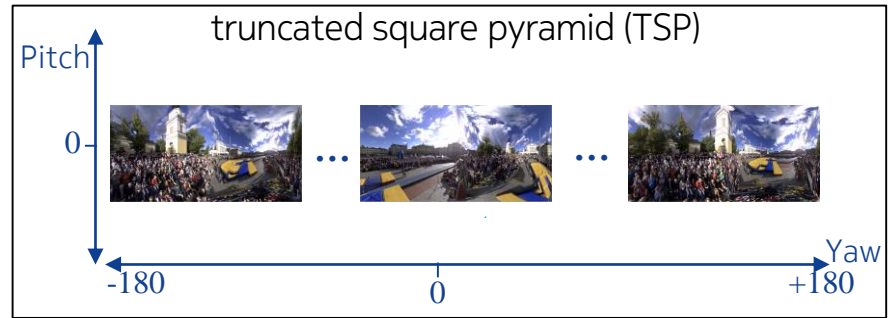 truncated square pyramid (TSP)
Pitch
0
... ...
Yaw
-180 0 +180